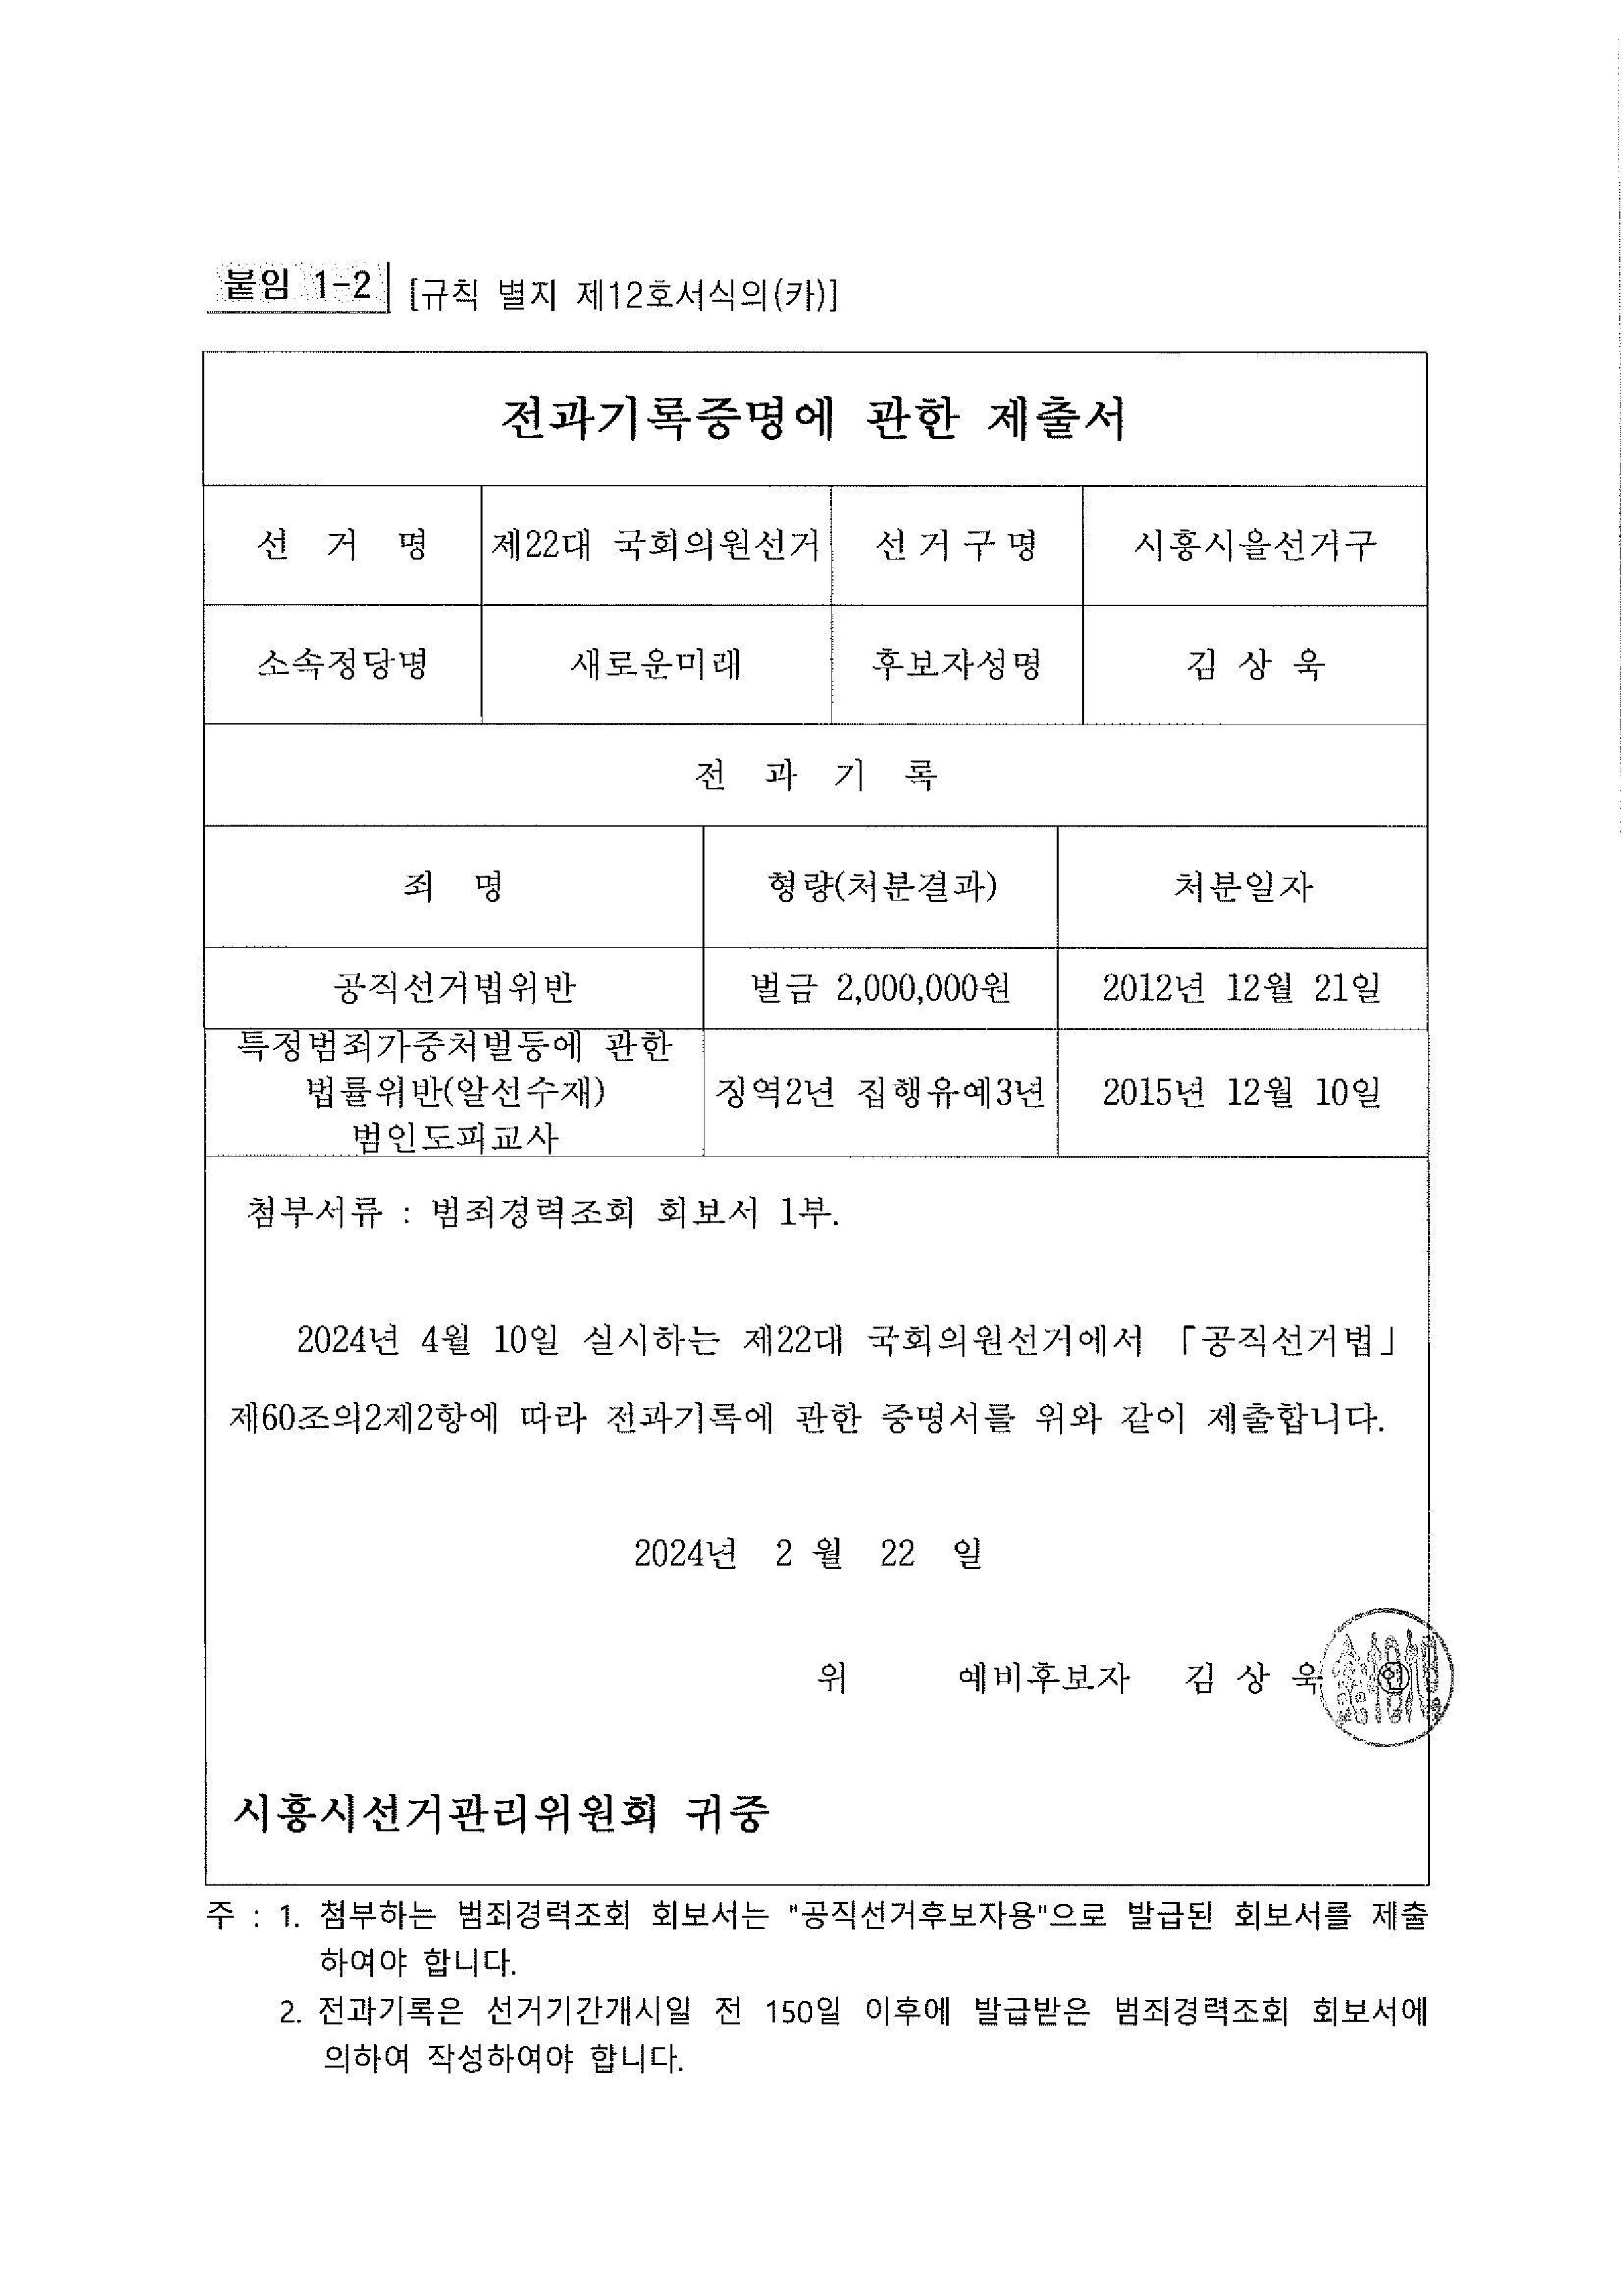 붙임 1-2 [규칙 별지 제12호서식의(카)]
전과기록증명에 관한 제출서
선 거 명 제22대 국회의원선거 선거구명 시흥시을선거구
소속정당명 새로운미래 후보자성명 김 상 욱
전 과 기 록
죄 명 형량(처분결과) 처분일자
공직선거법위반 벌금 2,000,000원 2012년 12월 21일
특정범죄가중처벌등에 관한
법률위반(알선수재) 징역2년 집행유예3년 2015년 12월 10일
범인도피교사
첨부서류 : 범죄경력조회 회보서 1부.
2024년 4월 10일 실시하는 제22대 국회의원선거에서 「공직선거법」
제60조의2제2항에 따라 전과기록에 관한 증명서를 위와 같이 제출합니다.
2024년 2 월 22 일
위 예비후보자 김 상 욱 ㊞
시흥시선거관리위원회 귀중
주 : 1. 첨부하는 범죄경력조회 회보서는 "공직선거후보자용"으로 발급된 회보서를 제출
하여야 합니다.
2. 전과기록은 선거기간개시일 전 150일 이후에 발급받은 범죄경력조회 회보서에
의하여 작성하여야 합니다.